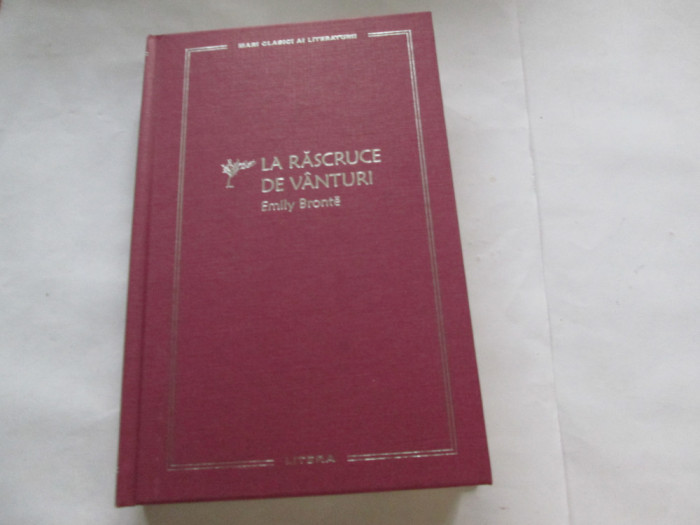 MARI CLASICI AI LITERATURII
LA RĂSCRUCE
DE VÂNTURI
Emily Brontë
LITERA